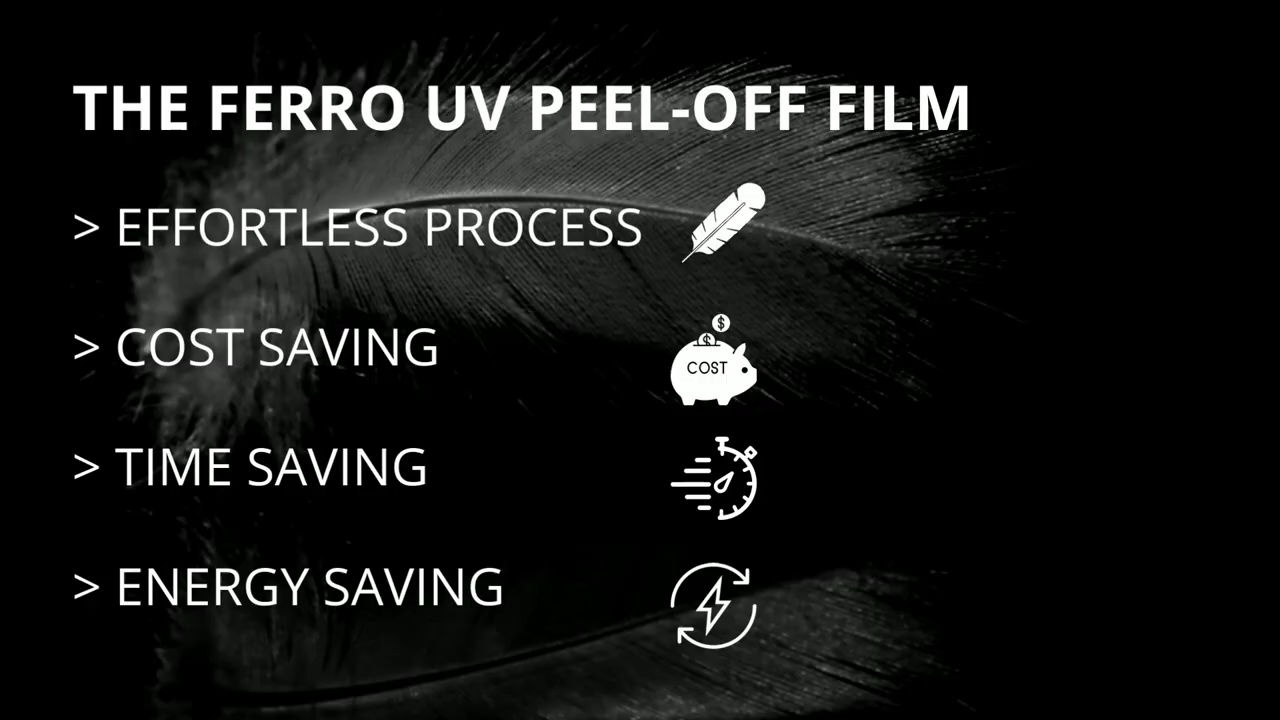 THE FERRO UV PEEL-OFF FILM
> EFFORTLESS PROCESS
$
$
> COST SAVING
COST
> TIME SAVING
> ENERGY SAVING